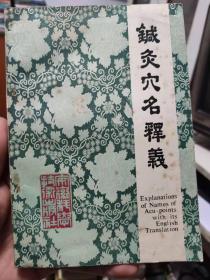 鍼灸穴名釋義
Explanations
of Names of
Acu-points
with its
English
Translation